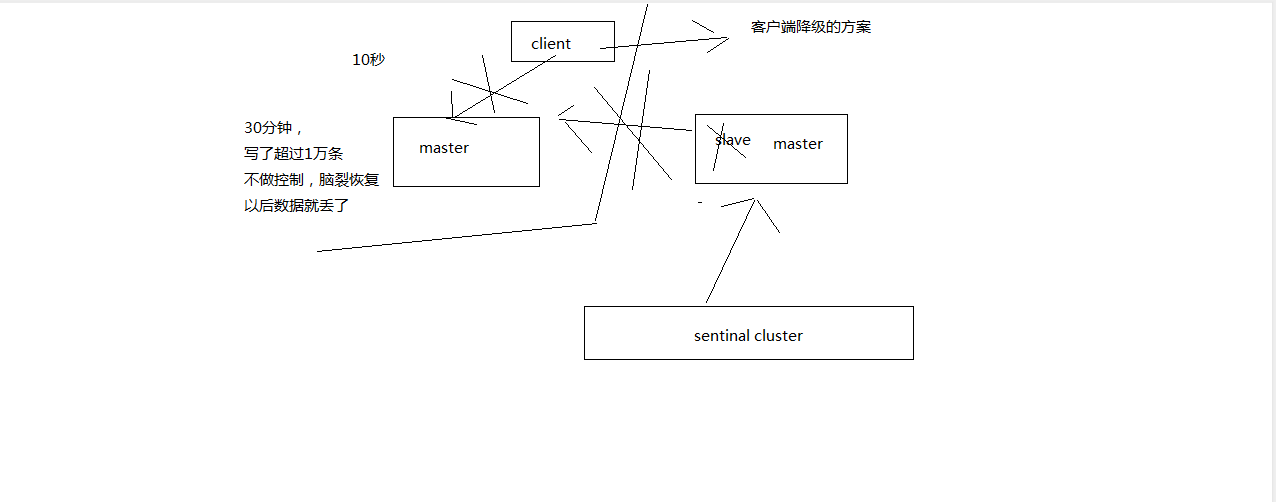 客户端降级的方案
client
10秒
30分钟，
写了超过1万条
不做控制，脑裂恢复
以后数据就丢了
master
slave
master
sentinal cluster